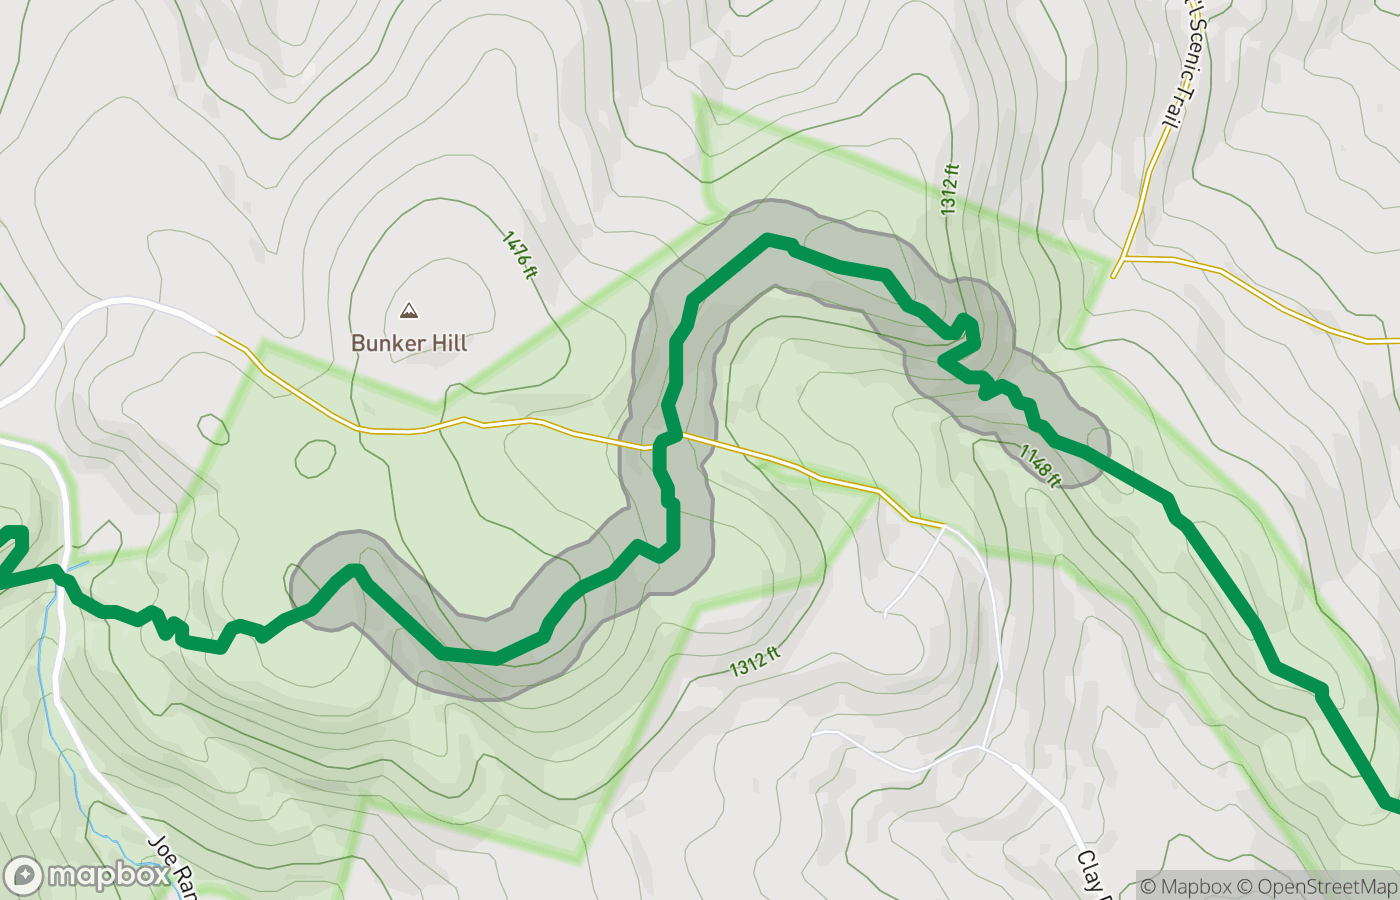 'l Scenic Trail
1312 ft
1476 ft
Bunker Hill
1148 ft
1312 ft
Joe Ran
Clay
mapbox
© Mapbox © OpenStreetMap